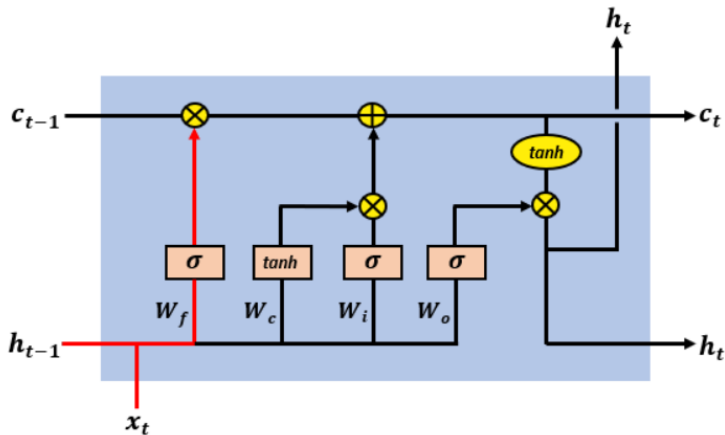 h_t
c_{t-1}
c_t
tanh
σ tanh σ σ
W_f W_c W_i W_o
h_{t-1}
h_t
x_t